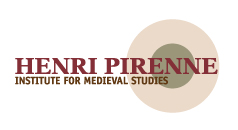 HENRI PIRENNE
INSTITUTE FOR MEDIEVAL STUDIES